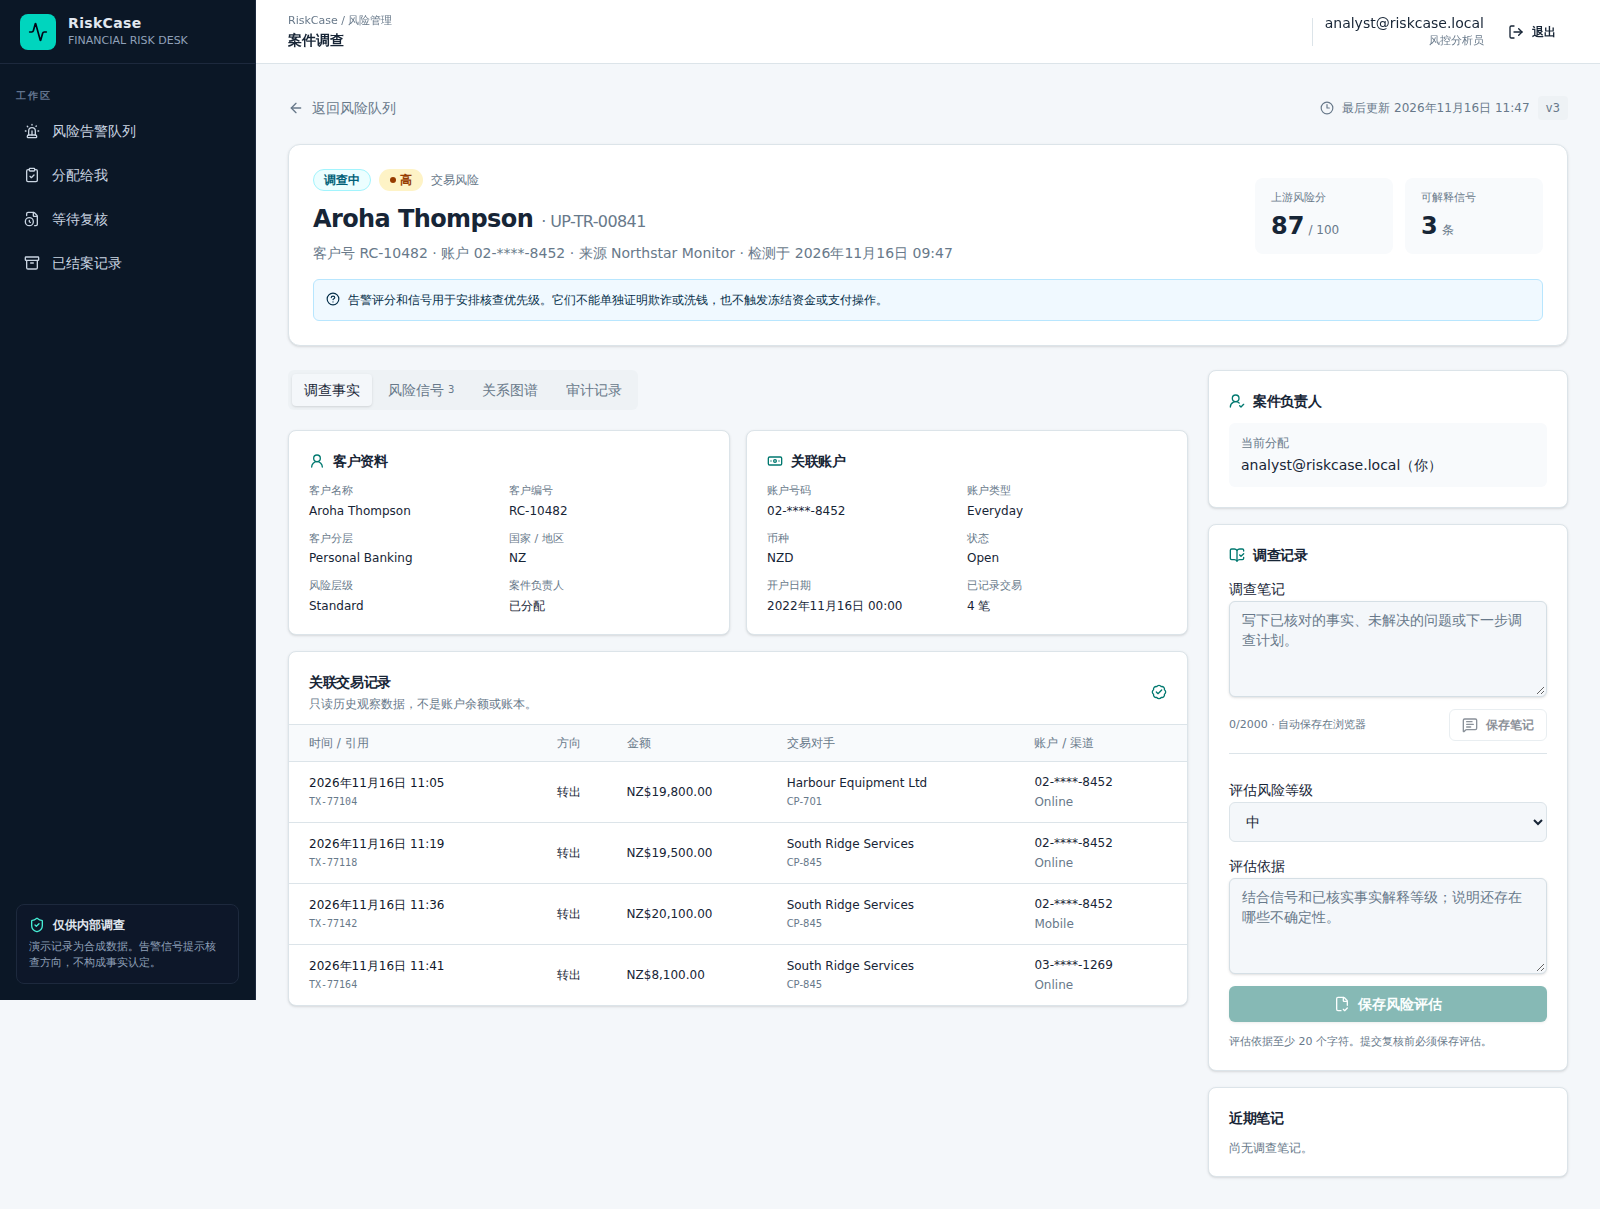 RiskCase
FINANCIAL RISK DESK
工作区
风险告警队列
分配给我
等待复核
已结案记录
仅供内部调查
演示记录为合成数据。告警信号提示核
查方向，不构成事实认定。
RiskCase / 风险管理
案件调查
analyst@riskcase.local
风控分析员
退出
返回风险队列
最后更新 2026年11月16日 11:47 v3
调查中 高 交易风险
Aroha Thompson · UP-TR-00841
客户号 RC-10482 · 账户 02-****-8452 · 来源 Northstar Monitor · 检测于 2026年11月16日 09:47
上游风险分
87 / 100
可解释信号
3 条
告警评分和信号用于安排核查优先级。它们不能单独证明欺诈或洗钱，也不触发冻结资金或支付操作。
调查事实 风险信号 3 关系图谱 审计记录
客户资料
客户名称 客户编号
Aroha Thompson RC-10482
客户分层 国家 / 地区
Personal Banking NZ
风险层级 案件负责人
Standard 已分配
关联账户
账户号码 账户类型
02-****-8452 Everyday
币种 状态
NZD Open
开户日期 已记录交易
2022年11月16日 00:00 4 笔
关联交易记录
只读历史观察数据，不是账户余额或账本。
时间 / 引用 方向 金额 交易对手 账户 / 渠道
2026年11月16日 11:05 转出 NZ$19,800.00 Harbour Equipment Ltd 02-****-8452
TX-77104 CP-701 Online
2026年11月16日 11:19 转出 NZ$19,500.00 South Ridge Services 02-****-8452
TX-77118 CP-845 Online
2026年11月16日 11:36 转出 NZ$20,100.00 South Ridge Services 02-****-8452
TX-77142 CP-845 Mobile
2026年11月16日 11:41 转出 NZ$8,100.00 South Ridge Services 03-****-1269
TX-77164 CP-845 Online
案件负责人
当前分配
analyst@riskcase.local（你）
调查记录
调查笔记
写下已核对的事实、未解决的问题或下一步调
查计划。
0/2000 · 自动保存在浏览器 保存笔记
评估风险等级
中
评估依据
结合信号和已核实事实解释等级；说明还存在
哪些不确定性。
保存风险评估
评估依据至少 20 个字符。提交复核前必须保存评估。
近期笔记
尚无调查笔记。